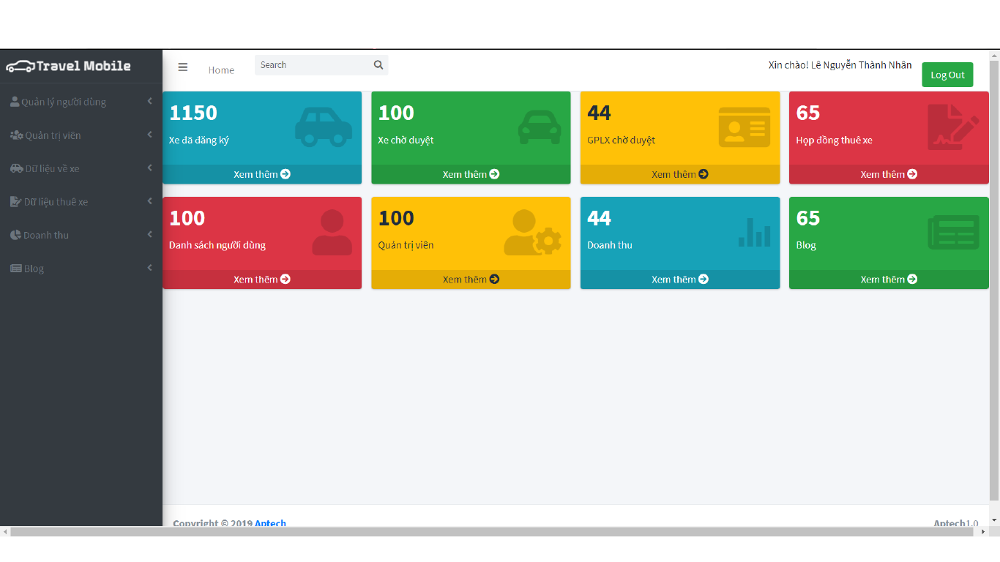 Travel Mobile
Home
Search
Xin chào! Lê Nguyễn Thành Nhân
Log Out
Quản lý người dùng
Quản trị viên
Dữ liệu về xe
Dữ liệu thuê xe
Doanh thu
Blog
1150
Xe đã đăng ký
Xem thêm
100
Xe chờ duyệt
Xem thêm
44
GPLX chờ duyệt
Xem thêm
65
Họp đồng thuê xe
Xem thêm
100
Danh sách người dùng
Xem thêm
100
Quản trị viên
Xem thêm
44
Doanh thu
Xem thêm
65
Blog
Xem thêm
Copyright © 2019 Aptech
Aptech1.0